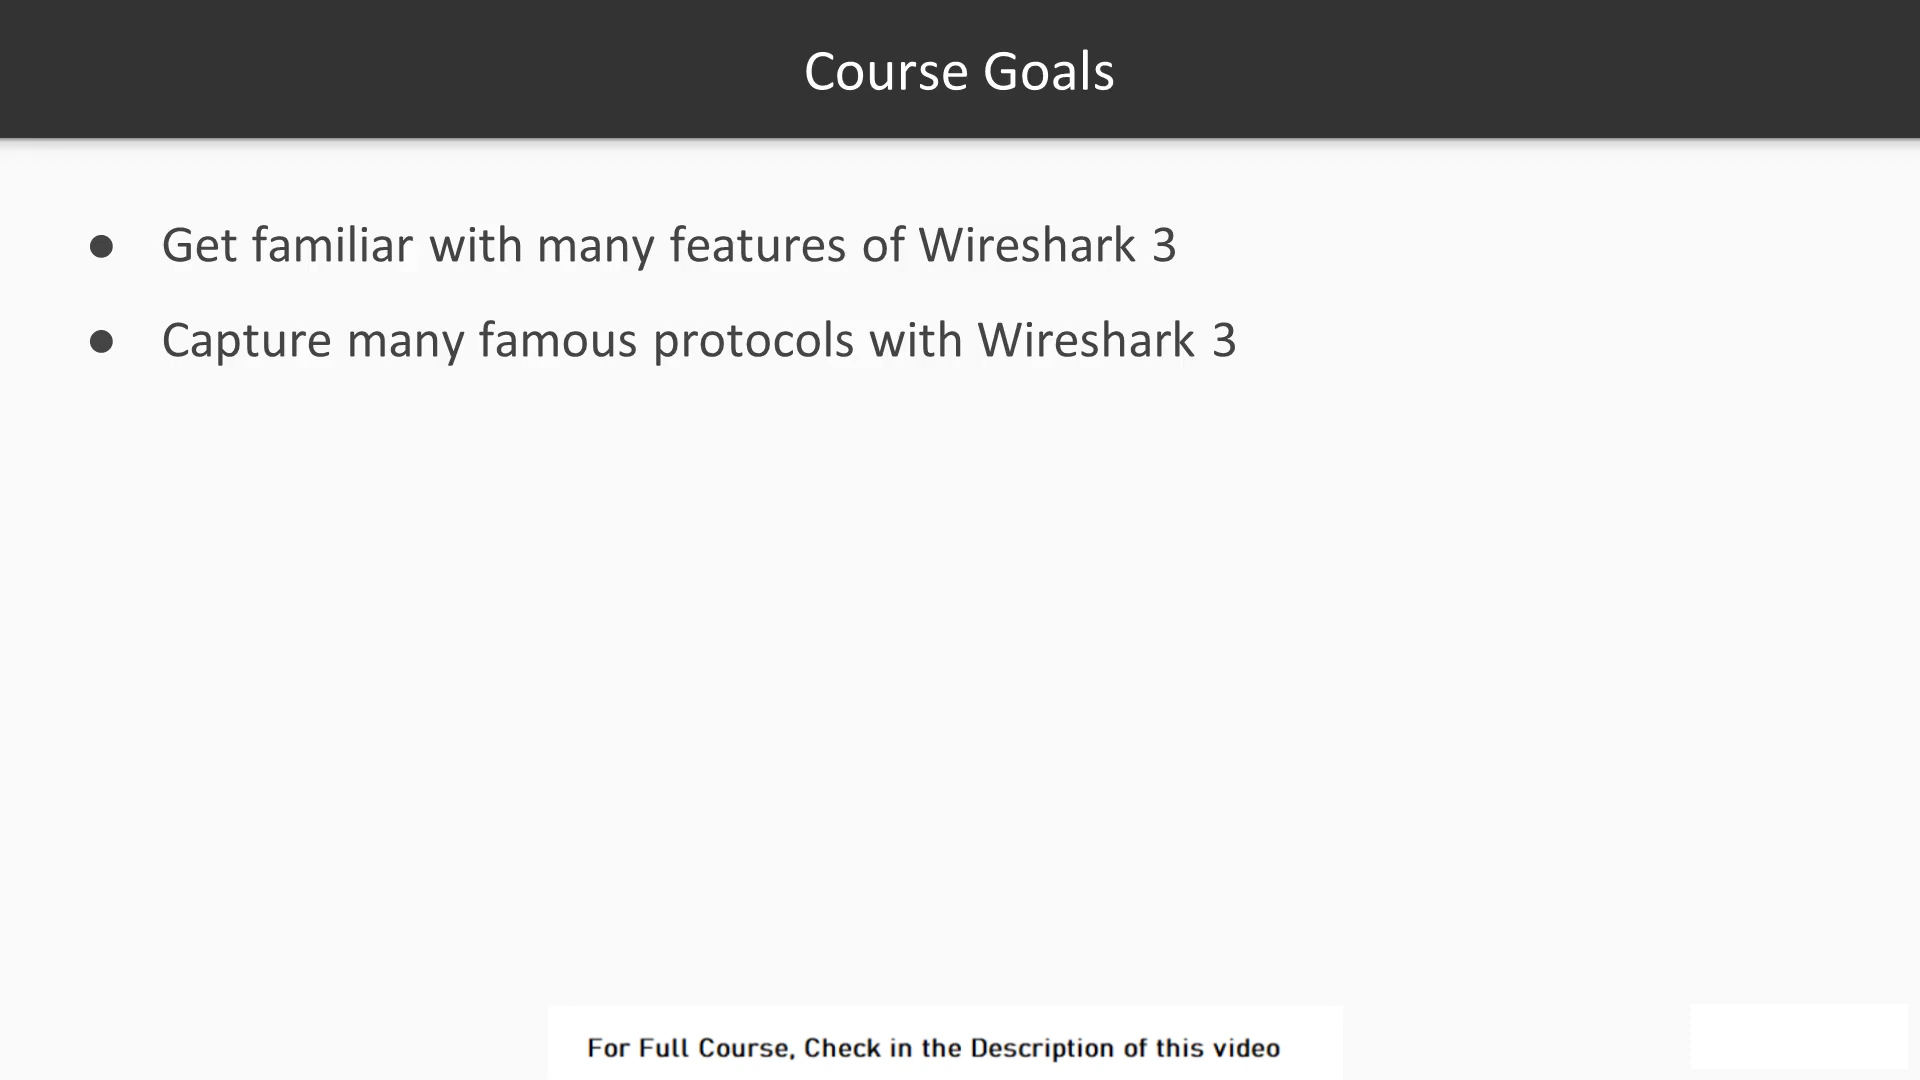 Course Goals
● Get familiar with many features of Wireshark 3
● Capture many famous protocols with Wireshark 3
For Full Course, Check in the Description of this video